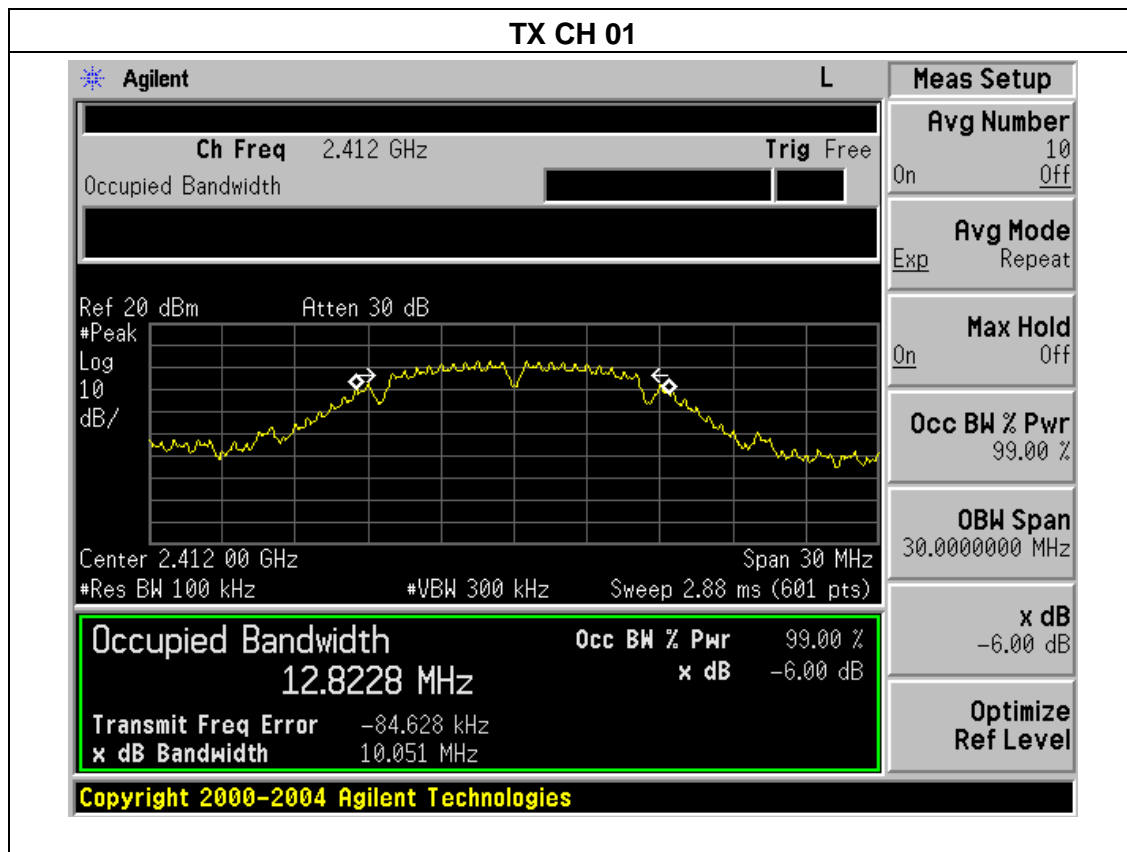 TX CH 01
Agilent L
Meas Setup
Ch Freq 2.412 GHz Trig Free
Occupied Bandwidth
Avg Number
10
On Off
Avg Mode
Exp Repeat
Max Hold
On Off
Occ BW % Pwr
99.00 %
OBW Span
30.0000000 MHz
x dB
-6.00 dB
Optimize
Ref Level
Ref 20 dBm Atten 30 dB
#Peak
Log
10
dB/
Center 2.412 00 GHz Span 30 MHz
#Res BW 100 kHz #VBW 300 kHz Sweep 2.88 ms (601 pts)
Occupied Bandwidth Occ BW % Pwr 99.00 %
12.8228 MHz x dB -6.00 dB
Transmit Freq Error -84.628 kHz
x dB Bandwidth 10.051 MHz
Copyright 2000-2004 Agilent Technologies